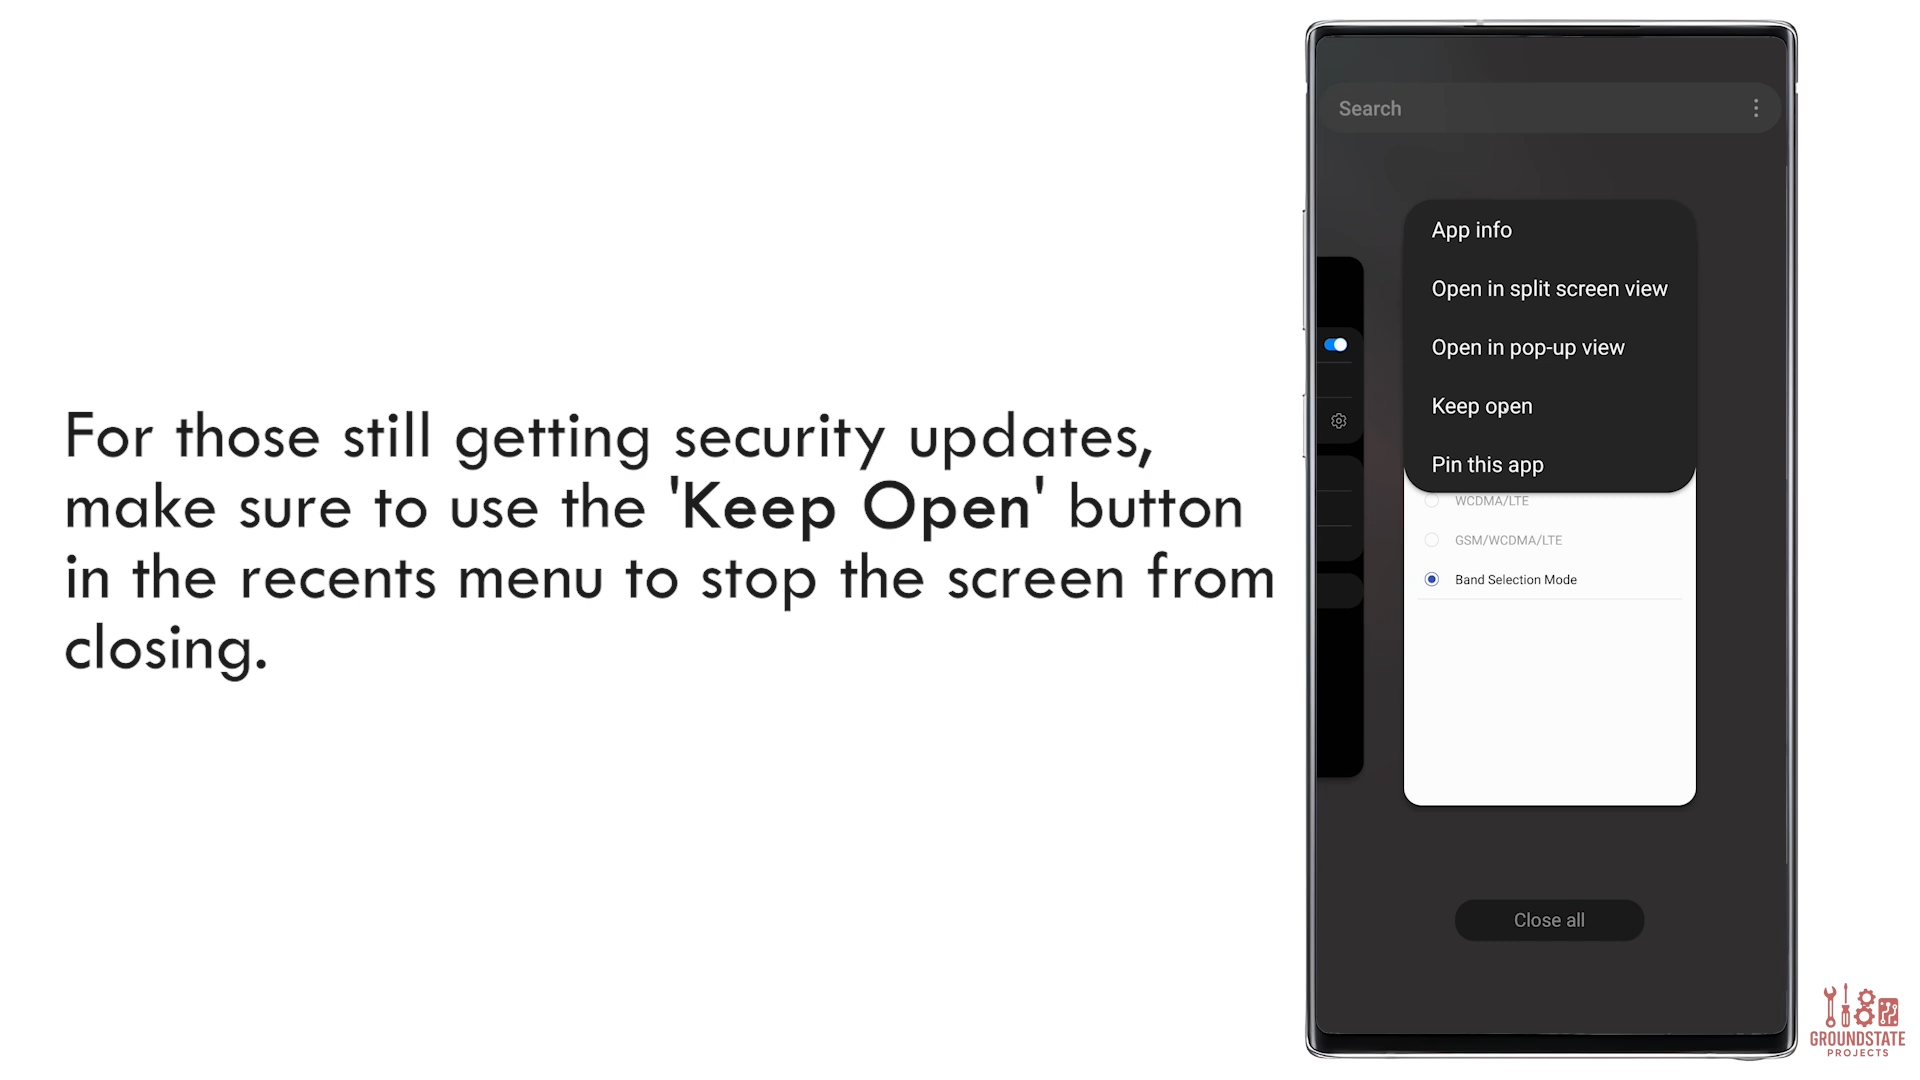 For those still getting security updates,
make sure to use the 'Keep Open' button
in the recents menu to stop the screen from
closing.
Search
App info
Open in split screen view
Open in pop-up view
Keep open
Pin this app
WCDMA/LTE
GSM/WCDMA/LTE
Band Selection Mode
Close all
GROUNDSTATE
PROJECTS